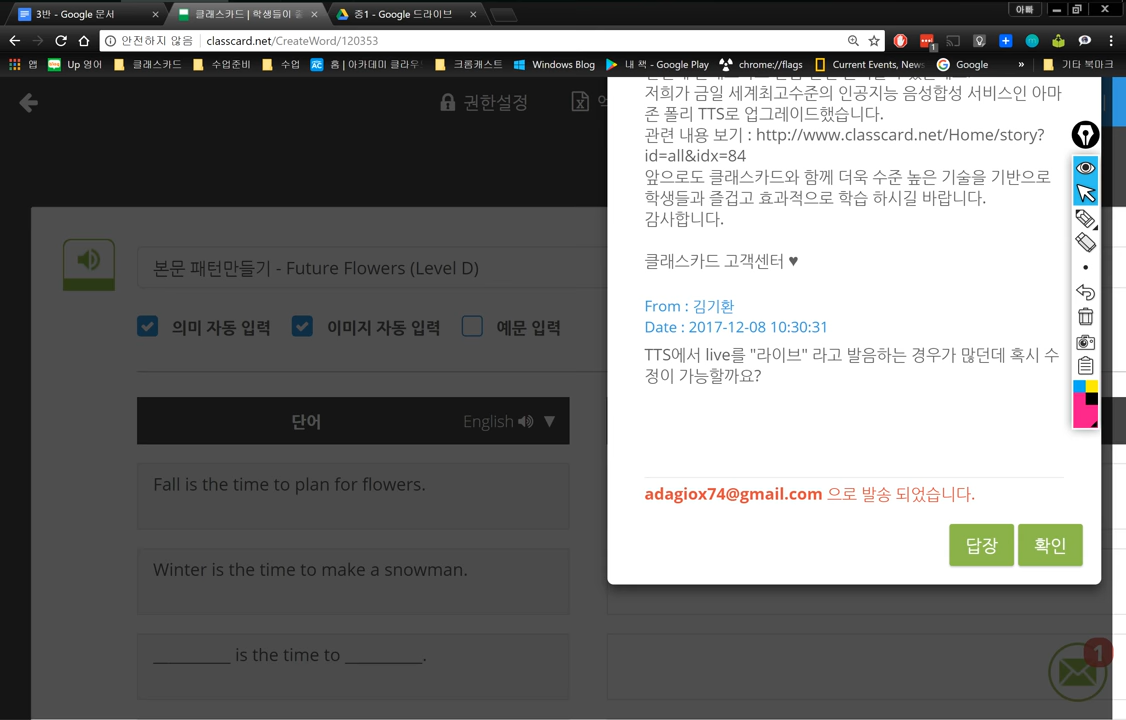 3반 - Google 문서
클래스카드 | 학생들이 좋
중1 - Google 드라이브
아빠
안전하지 않음
classcard.net/CreateWord/120353
앱
Up 영어
클래스카드
수업준비
수업
홈 | 아카데미 클라우
크롬캐스트
Windows Blog
내 책 - Google Play
chrome://flags
Current Events, News
Google
»
기타 북마크
1
권한설정
저희가 금일 세계최고수준의 인공지능 음성합성 서비스인 아마
존 폴리 TTS로 업그레이드했습니다.
관련 내용 보기 : http://www.classcard.net/Home/story?
id=all&idx=84
앞으로도 클래스카드와 함께 더욱 수준 높은 기술을 기반으로
학생들과 즐겁고 효과적으로 학습 하시길 바랍니다.
감사합니다.
클래스카드 고객센터 ♥
From : 김기환
Date : 2017-12-08 10:30:31
TTS에서 live를 "라이브" 라고 발음하는 경우가 많던데 혹시 수
정이 가능할까요?
adagiox74@gmail.com 으로 발송 되었습니다.
답장
확인
본문 패턴만들기 - Future Flowers (Level D)
의미 자동 입력
이미지 자동 입력
예문 입력
단어
English
Fall is the time to plan for flowers.
Winter is the time to make a snowman.
_________ is the time to _________.
1